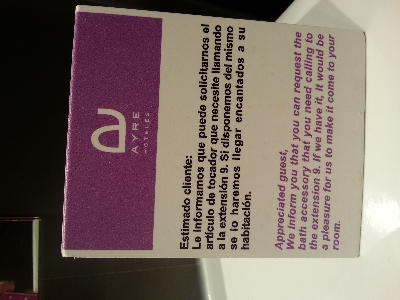 AYRE
HOTELES
Estimado cliente:
Le informamos que puede solicitarnos el
artículo de tocador que necesite llamando
a la extensión 9. Si disponemos del mismo
se lo haremos llegar encantados a su
habitación.
Appreciated guest,
We Inform you that you can request the
bath accessory that you need calling to
the extension 9. If we have it, it would be
a pleasure for us to make it come to your
room.